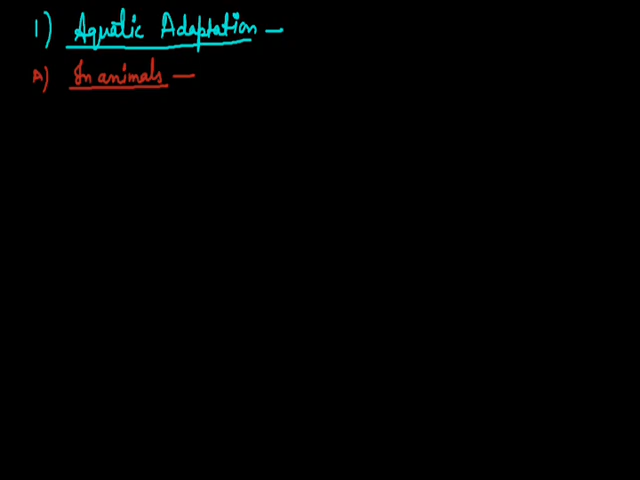 1) Aquatic Adaptation —
A) In animals —